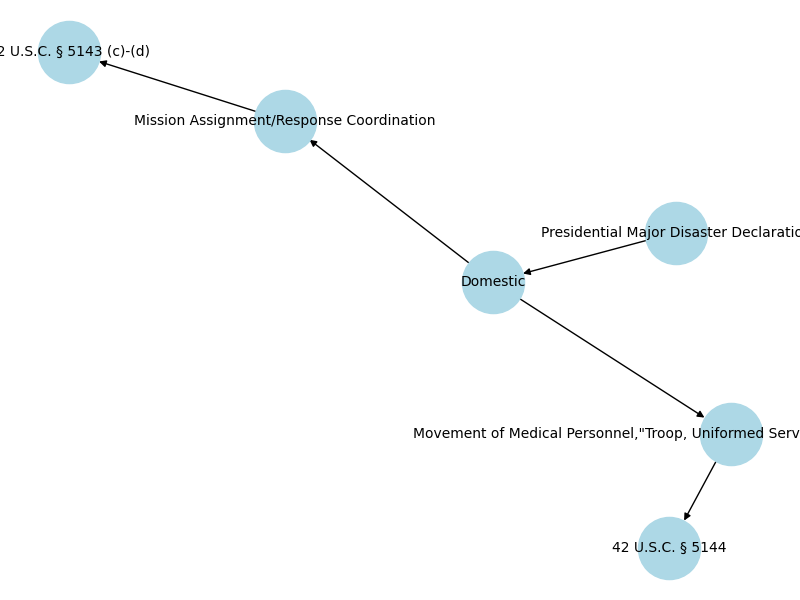 2 U.S.C. § 5143 (c)-(d)
Mission Assignment/Response Coordination
Presidential Major Disaster Declaratio
Domestic
Movement of Medical Personnel,"Troop, Uniformed Serv
42 U.S.C. § 5144